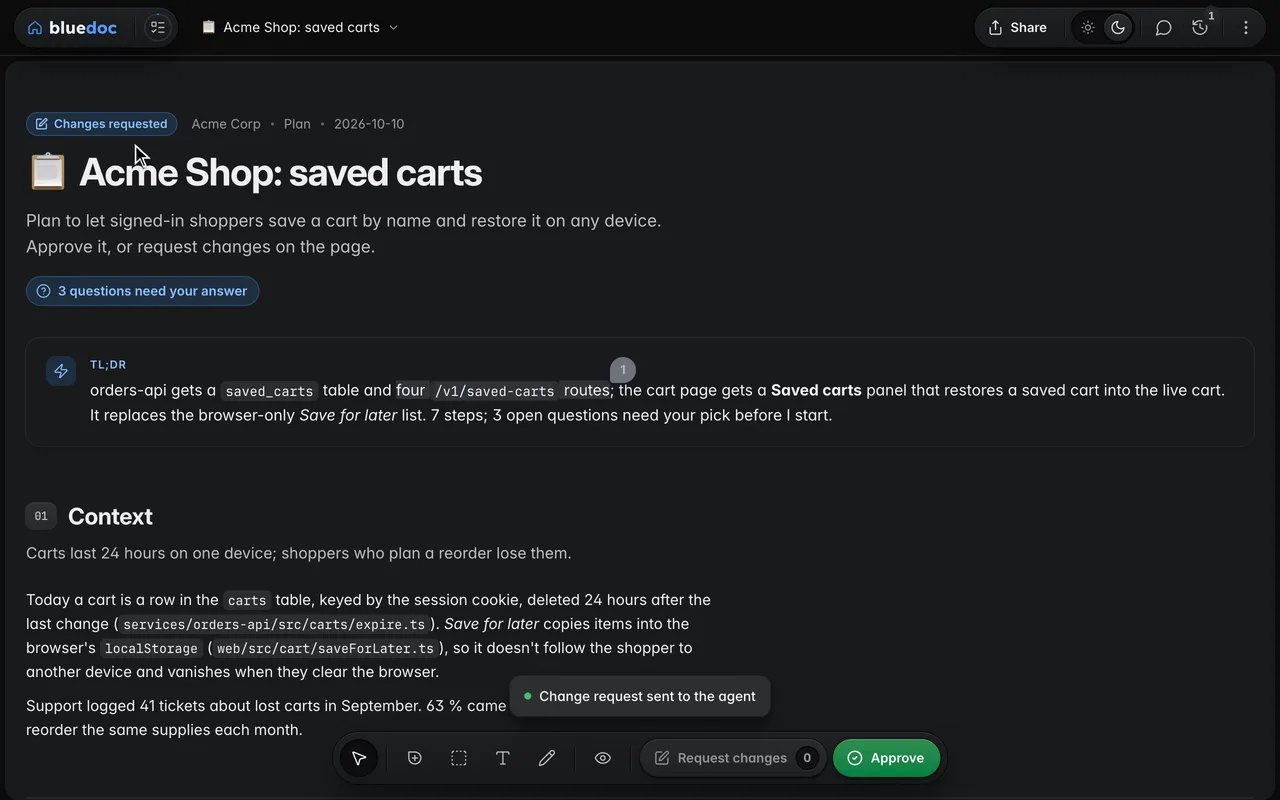 bluedoc
Acme Shop: saved carts
Share
1
Changes requested
Acme Corp • Plan • 2026-10-10
Acme Shop: saved carts
Plan to let signed-in shoppers save a cart by name and restore it on any device.
Approve it, or request changes on the page.
3 questions need your answer
TL;DR
1
orders-api gets a saved_carts table and four /v1/saved-carts routes; the cart page gets a Saved carts panel that restores a saved cart into the live cart.
It replaces the browser-only Save for later list. 7 steps; 3 open questions need your pick before I start.
01 Context
Carts last 24 hours on one device; shoppers who plan a reorder lose them.
Today a cart is a row in the carts table, keyed by the session cookie, deleted 24 hours after the
last change (services/orders-api/src/carts/expire.ts). Save for later copies items into the
browser's localStorage (web/src/cart/saveForLater.ts), so it doesn't follow the shopper to
another device and vanishes when they clear the browser.
Support logged 41 tickets about lost carts in September. 63 % came
reorder the same supplies each month.
Change request sent to the agent
Request changes 0
Approve